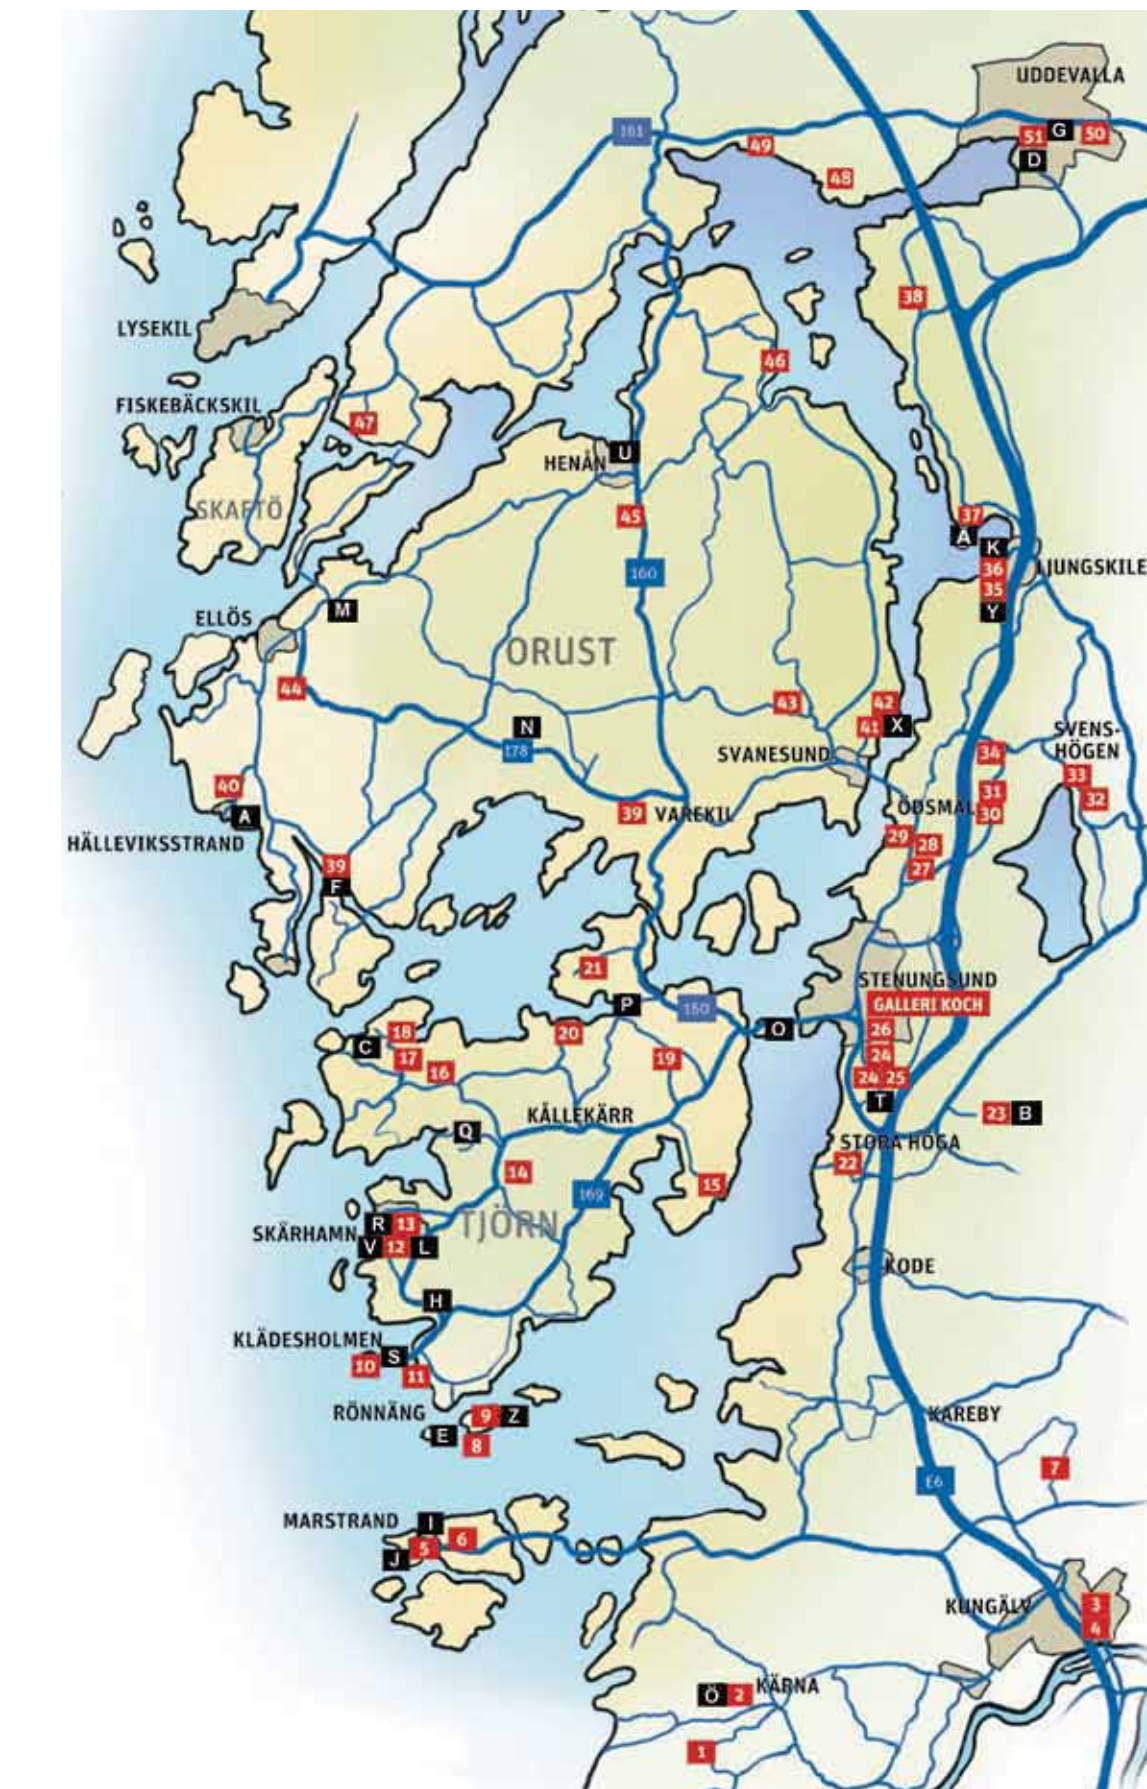 UDDEVALLA
161
51
G
50
49
D
48
38
LYSEKIL
46
FISKEBÄCKSKIL
47
HENÅN
U
SKAFTÖ
45
37
A
K
160
36
LJUNGSKILE
35
M
Y
ELLÖS
ORUST
44
43
42
N
41
X
178
SVANESUND
34
SVENS-
HÖGEN
33
40
31
32
A
39
VAREKIL
ÖDSMÅL
30
HÄLLEVIKSSTRAND
29
28
39
27
F
21
STENUNGSUND
P
160
GALLERI KOCH
18
20
O
26
C
17
19
24
16
24
25
T
KÅLLEKÄRR
23
B
Q
STORA HÖGA
14
22
15
169
SKÄRHAMN
R
13
TJÖRN
V
12
L
KODE
H
KLÄDESHOLMEN
S
10
11
RÖNNÄNG
9
Z
KAREBY
E
8
7
E6
MARSTRAND
I
6
5
J
KUNGÄLV
3
4
Ö
2
KÄRNA
1